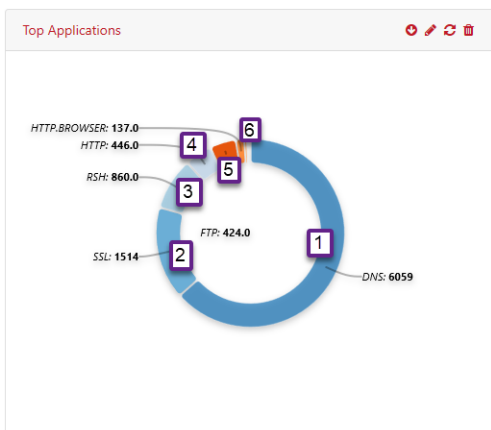 Top Applications
HTTP.BROWSER: 137.0
6
HTTP: 446.0
4
5
RSH: 860.0
3
FTP: 424.0
1
SSL: 1514
2
DNS: 6059